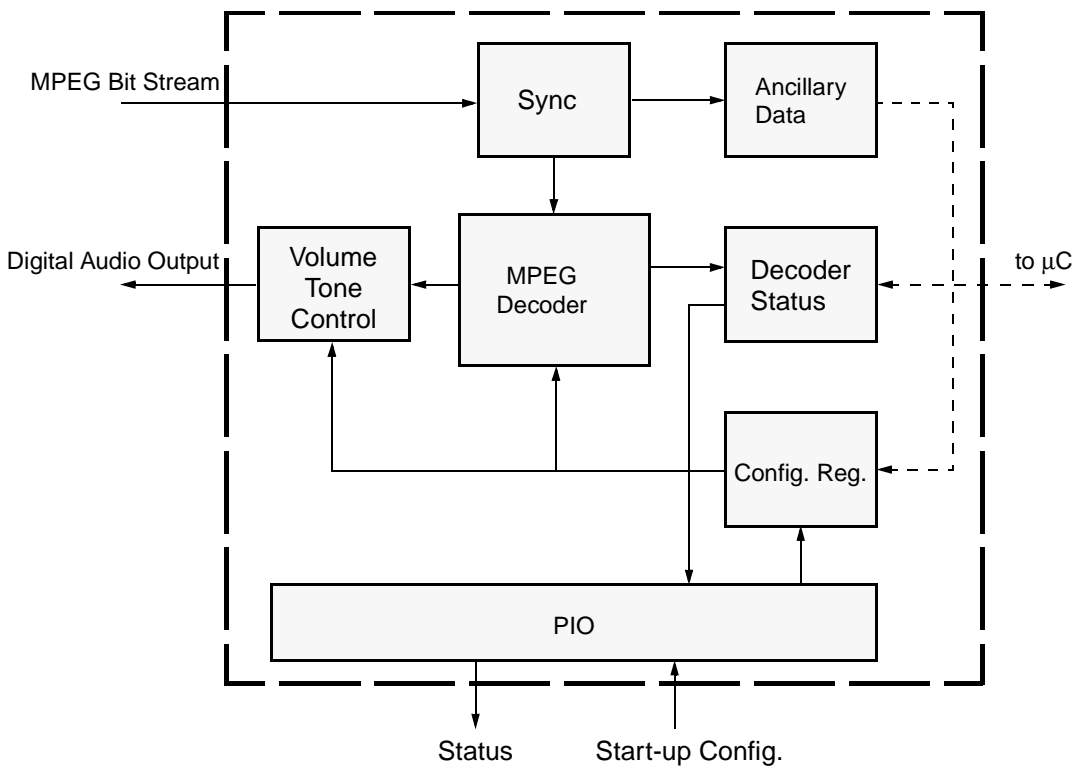 MPEG Bit Stream
Sync
Ancillary
Data
Digital Audio Output
Volume
Tone
Control
MPEG
Decoder
Decoder
Status
to μC
Config. Reg.
PIO
Status
Start-up Config.